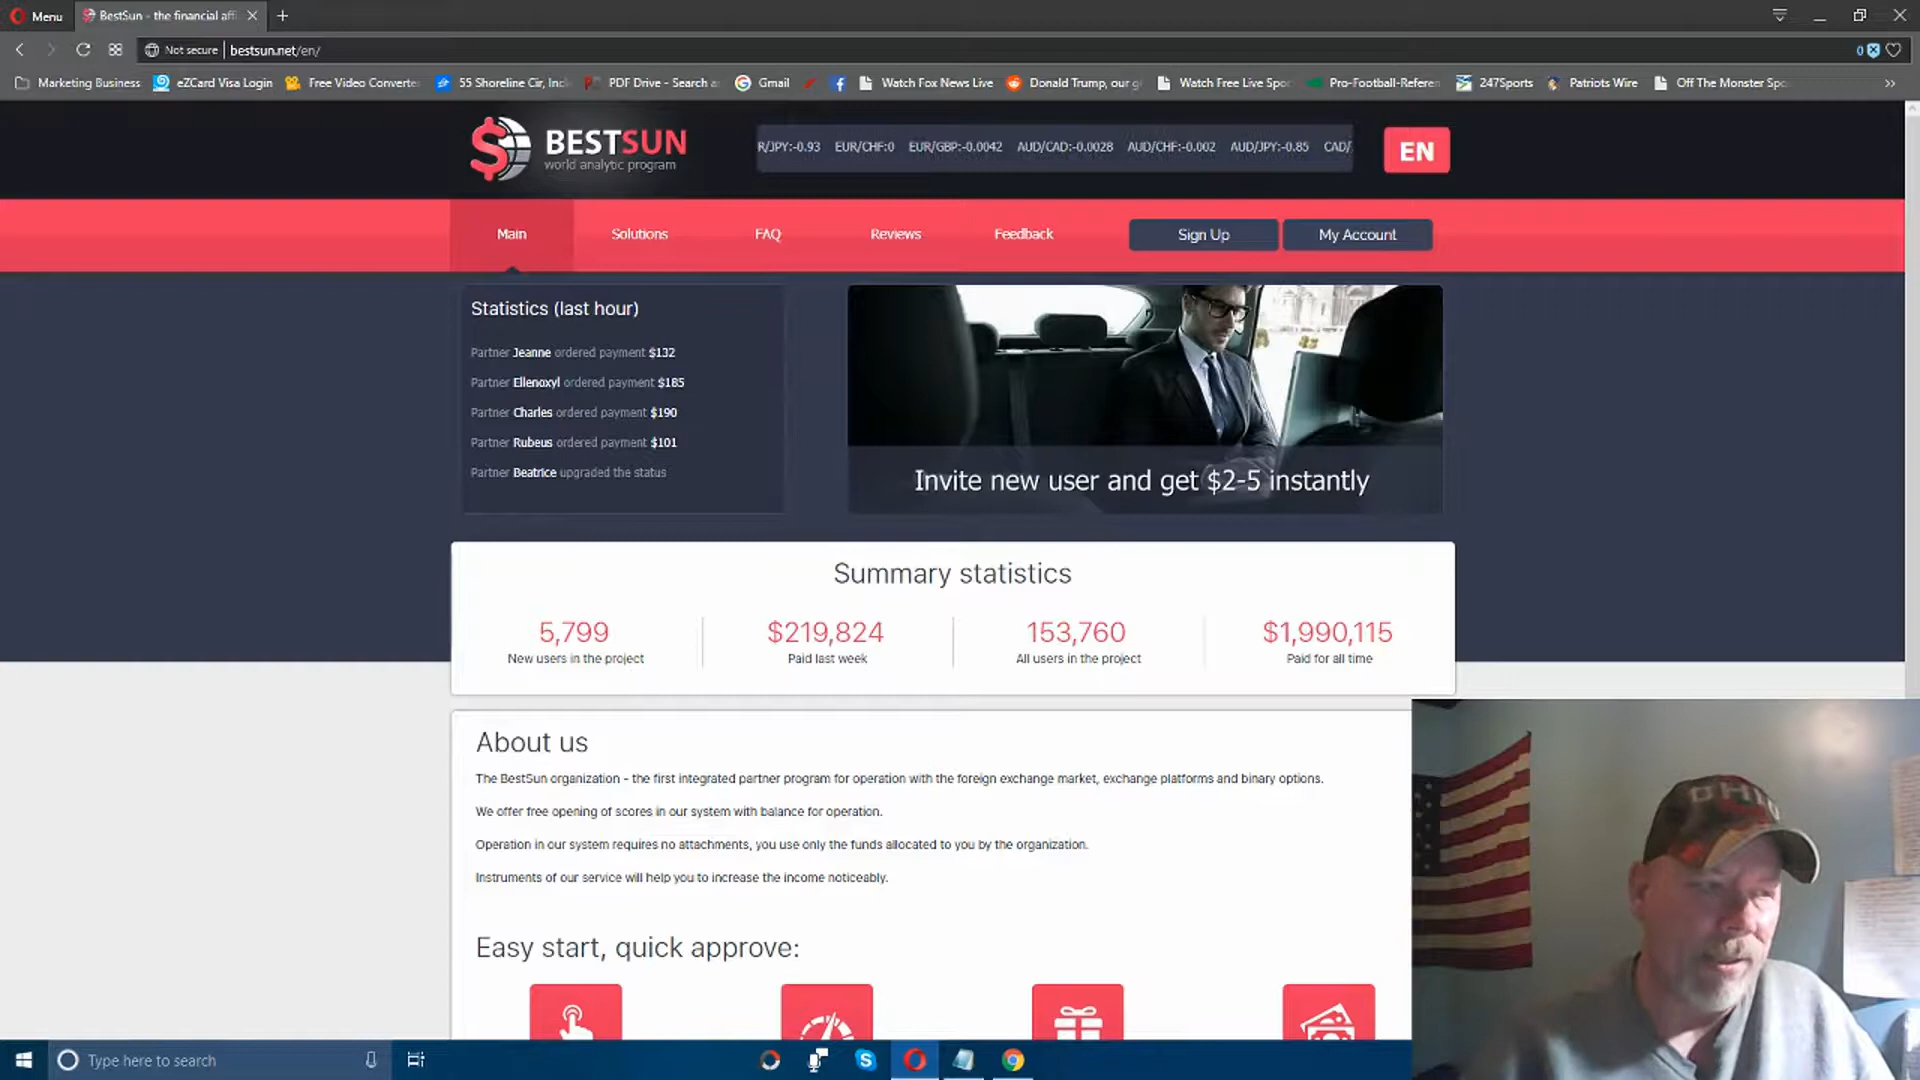 Menu
BestSun - the financial affi
Not secure
bestsun.net/en/
0
Marketing Business
eZCard Visa Login
Free Video Converte
55 Shoreline Cir, Inc
PDF Drive - Search a
Gmail
Watch Fox News Live
Donald Trump, our g
Watch Free Live Spo
Pro-Football-Referen
247Sports
Patriots Wire
Off The Monster Spo
BESTSUN
world analytic program
R/JPY:-0.93 EUR/CHF:0 EUR/GBP:-0.0042 AUD/CAD:-0.0028 AUD/CHF:-0.002 AUD/JPY:-0.85 CAD/
EN
Main
Solutions
FAQ
Reviews
Feedback
Sign Up
My Account
Statistics (last hour)
Partner Jeanne ordered payment $132
Partner Ellenoxyl ordered payment $185
Partner Charles ordered payment $190
Partner Rubeus ordered payment $101
Partner Beatrice upgraded the status
Invite new user and get $2-5 instantly
Summary statistics
5,799
New users in the project
$219,824
Paid last week
153,760
All users in the project
$1,990,115
Paid for all time
About us
The BestSun organization - the first integrated partner program for operation with the foreign exchange market, exchange platforms and binary options.
We offer free opening of scores in our system with balance for operation.
Operation in our system requires no attachments, you use only the funds allocated to you by the organization.
Instruments of our service will help you to increase the income noticeably.
Easy start, quick approve:
OHIO
Type here to search